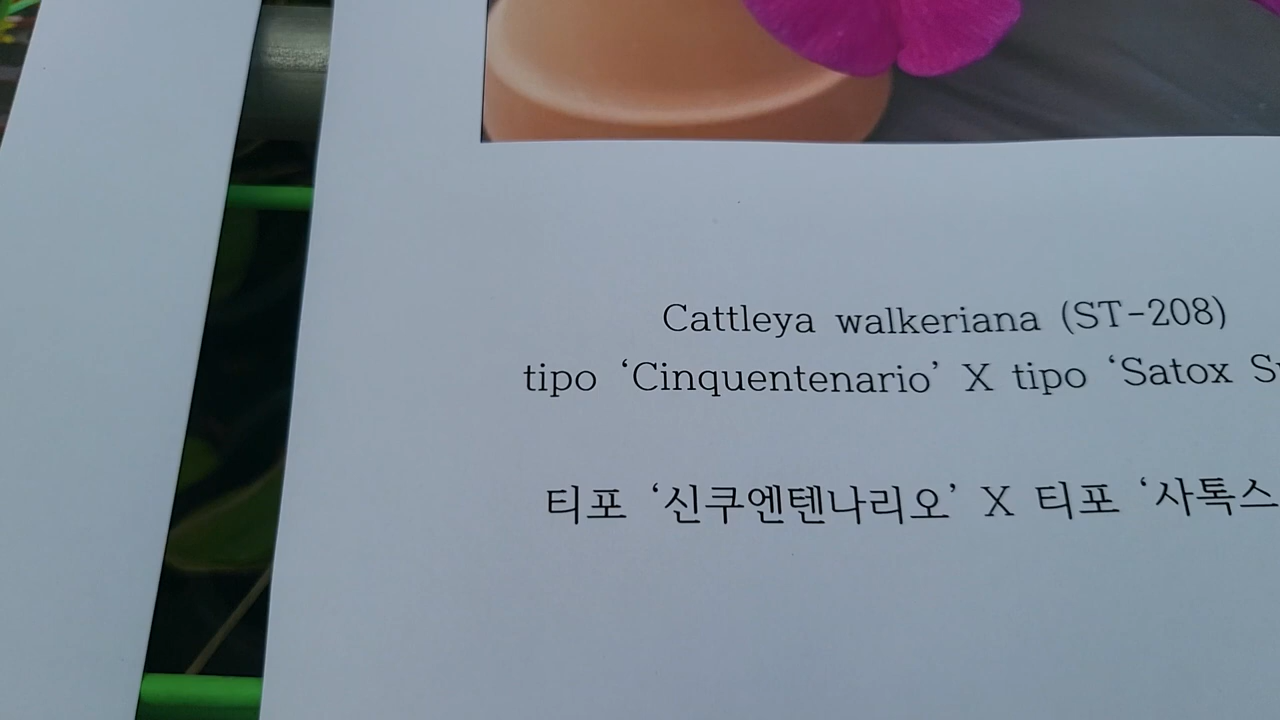 Cattleya walkeriana (ST-208)
tipo ‘Cinquentenario’ X tipo ‘Satox
티포 ‘신쿠엔텐나리오’ X 티포 ‘사톡스